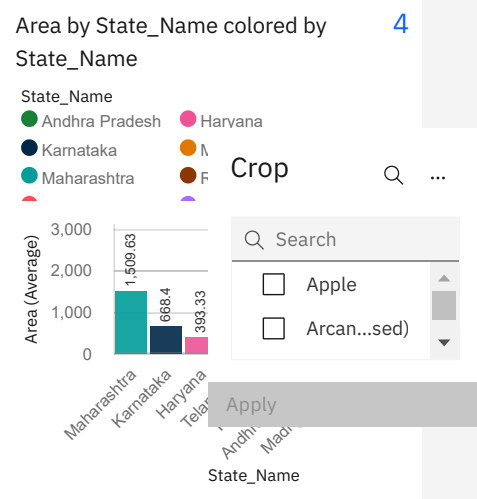 Area by State_Name colored by
State_Name
4
State_Name
Andhra Pradesh
Haryana
Karnataka
Maharashtra
Crop
...
Search
Apple
Arcan...sed)
Apply
Area (Average)
3,000
2,000
1,000
0
1,509.63
668.4
393.33
Maharashtra
Karnataka
Haryana
State_Name